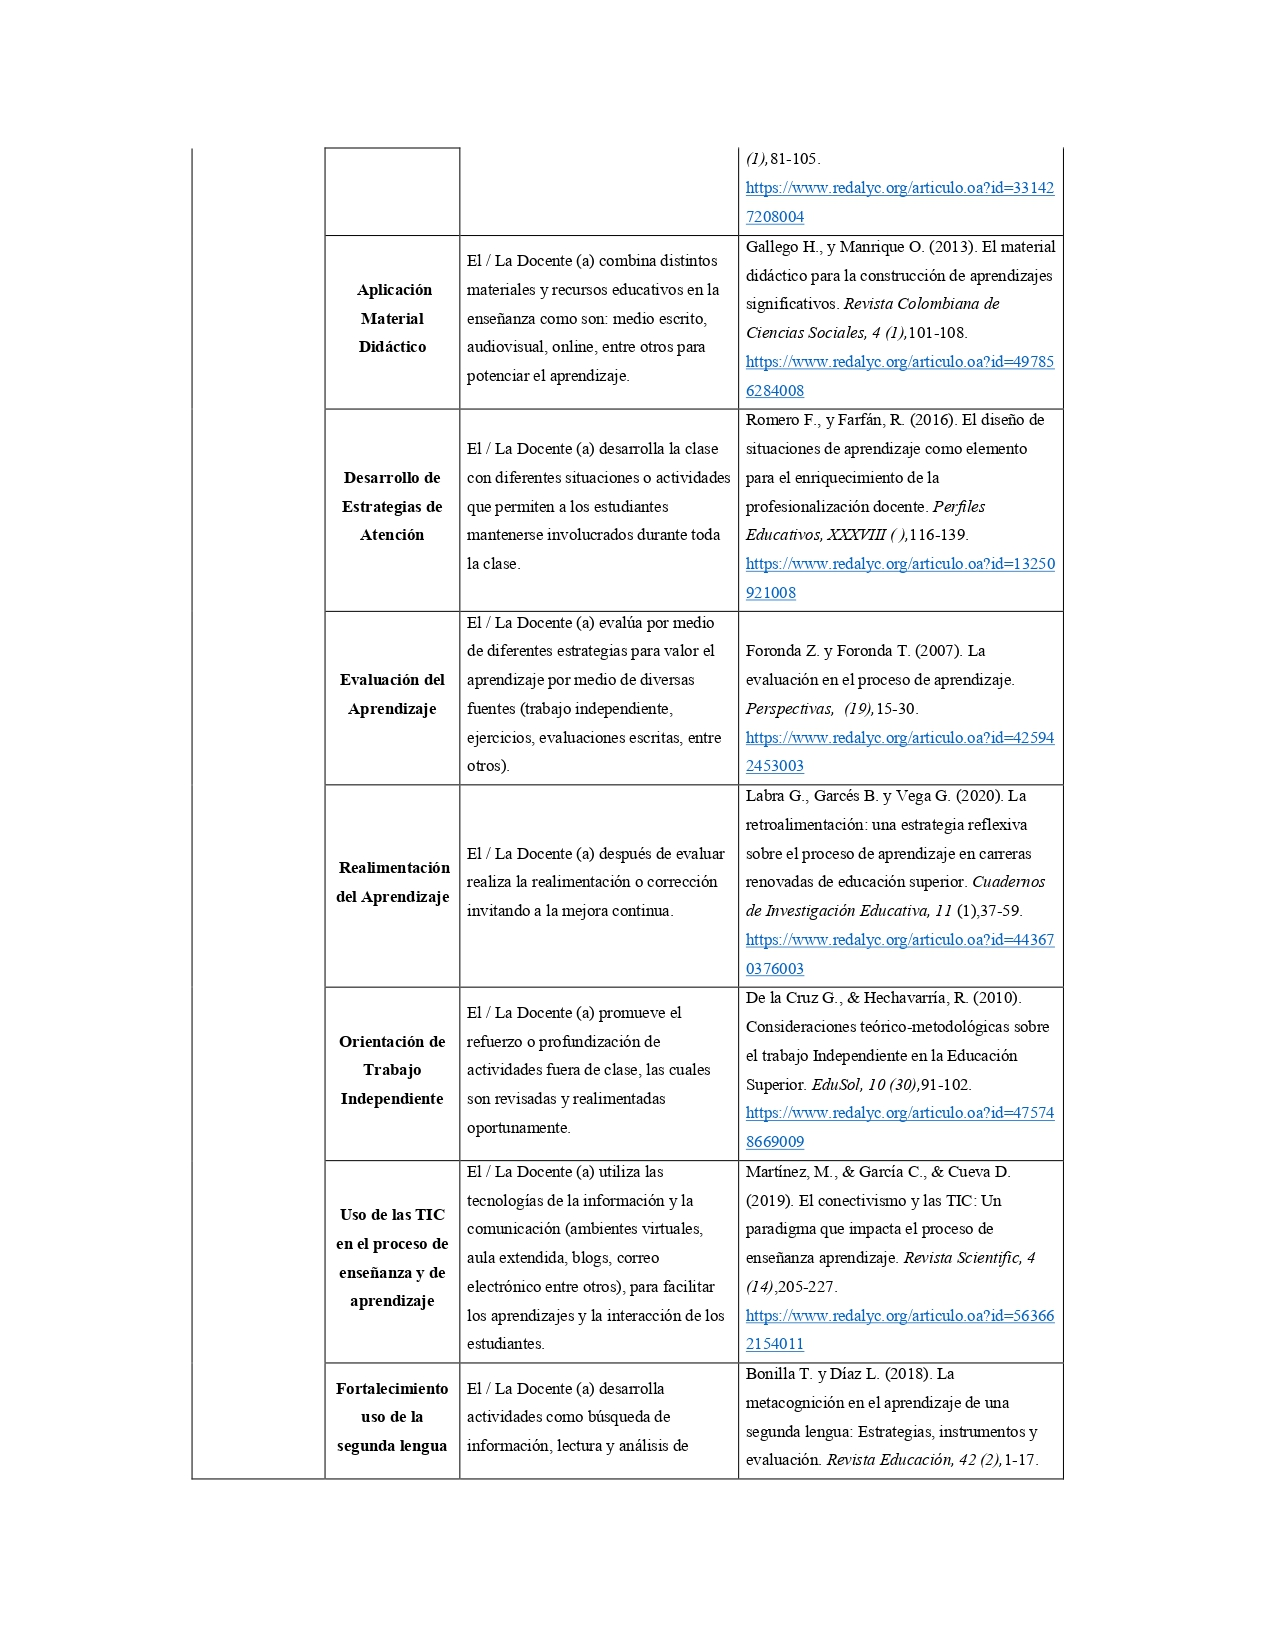 (1),81-105.
https://www.redalyc.org/articulo.oa?id=33142
7208004
Aplicación
Material
Didáctico
El / La Docente (a) combina distintos
materiales y recursos educativos en la
enseñanza como son: medio escrito,
audiovisual, online, entre otros para
potenciar el aprendizaje.
Gallego H., y Manrique O. (2013). El material
didáctico para la construcción de aprendizajes
significativos. Revista Colombiana de
Ciencias Sociales, 4 (1),101-108.
https://www.redalyc.org/articulo.oa?id=49785
6284008
Desarrollo de
Estrategias de
Atención
El / La Docente (a) desarrolla la clase
con diferentes situaciones o actividades
que permiten a los estudiantes
mantenerse involucrados durante toda
la clase.
Romero F., y Farfán, R. (2016). El diseño de
situaciones de aprendizaje como elemento
para el enriquecimiento de la
profesionalización docente. Perfiles
Educativos, XXXVIII ( ),116-139.
https://www.redalyc.org/articulo.oa?id=13250
921008
Evaluación del
Aprendizaje
El / La Docente (a) evalúa por medio
de diferentes estrategias para valor el
aprendizaje por medio de diversas
fuentes (trabajo independiente,
ejercicios, evaluaciones escritas, entre
otros).
Foronda Z. y Foronda T. (2007). La
evaluación en el proceso de aprendizaje.
Perspectivas,  (19),15-30.
https://www.redalyc.org/articulo.oa?id=42594
2453003
Realimentación
del Aprendizaje
El / La Docente (a) después de evaluar
realiza la realimentación o corrección
invitando a la mejora continua.
Labra G., Garcés B. y Vega G. (2020). La
retroalimentación: una estrategia reflexiva
sobre el proceso de aprendizaje en carreras
renovadas de educación superior. Cuadernos
de Investigación Educativa, 11 (1),37-59.
https://www.redalyc.org/articulo.oa?id=44367
0376003
Orientación de
Trabajo
Independiente
El / La Docente (a) promueve el
refuerzo o profundización de
actividades fuera de clase, las cuales
son revisadas y realimentadas
oportunamente.
De la Cruz G., & Hechavarría, R. (2010).
Consideraciones teórico-metodológicas sobre
el trabajo Independiente en la Educación
Superior. EduSol, 10 (30),91-102.
https://www.redalyc.org/articulo.oa?id=47574
8669009
Uso de las TIC
en el proceso de
enseñanza y de
aprendizaje
El / La Docente (a) utiliza las
tecnologías de la información y la
comunicación (ambientes virtuales,
aula extendida, blogs, correo
electrónico entre otros), para facilitar
los aprendizajes y la interacción de los
estudiantes.
Martínez, M., & García C., & Cueva D.
(2019). El conectivismo y las TIC: Un
paradigma que impacta el proceso de
enseñanza aprendizaje. Revista Scientific, 4
(14),205-227.
https://www.redalyc.org/articulo.oa?id=56366
2154011
Fortalecimiento
uso de la
segunda lengua
El / La Docente (a) desarrolla
actividades como búsqueda de
información, lectura y análisis de
Bonilla T. y Díaz L. (2018). La
metacognición en el aprendizaje de una
segunda lengua: Estrategias, instrumentos y
evaluación. Revista Educación, 42 (2),1-17.